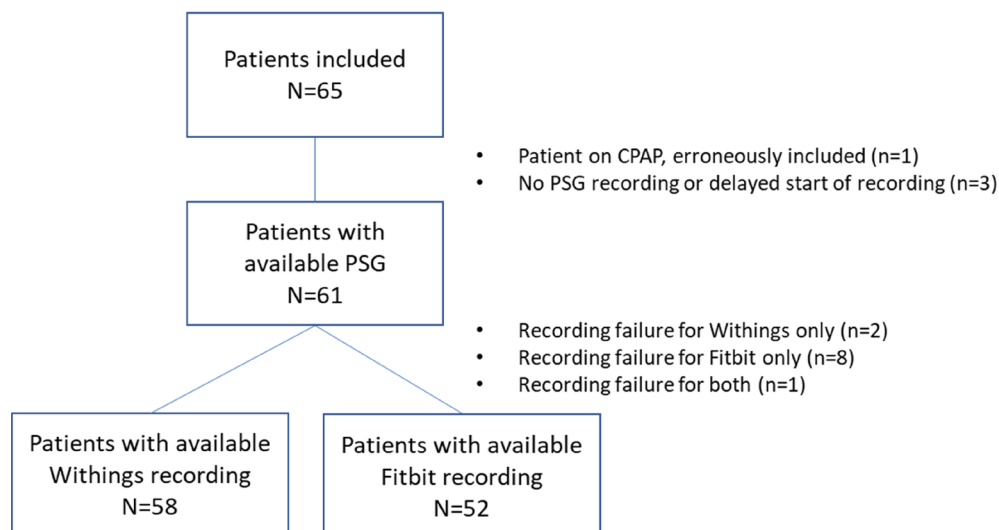 Patients included
N=65
• Patient on CPAP, erroneously included (n=1)
• No PSG recording or delayed start of recording (n=3)
Patients with
available PSG
N=61
• Recording failure for Withings only (n=2)
• Recording failure for Fitbit only (n=8)
• Recording failure for both (n=1)
Patients with available
Withings recording
N=58
Patients with available
Fitbit recording
N=52